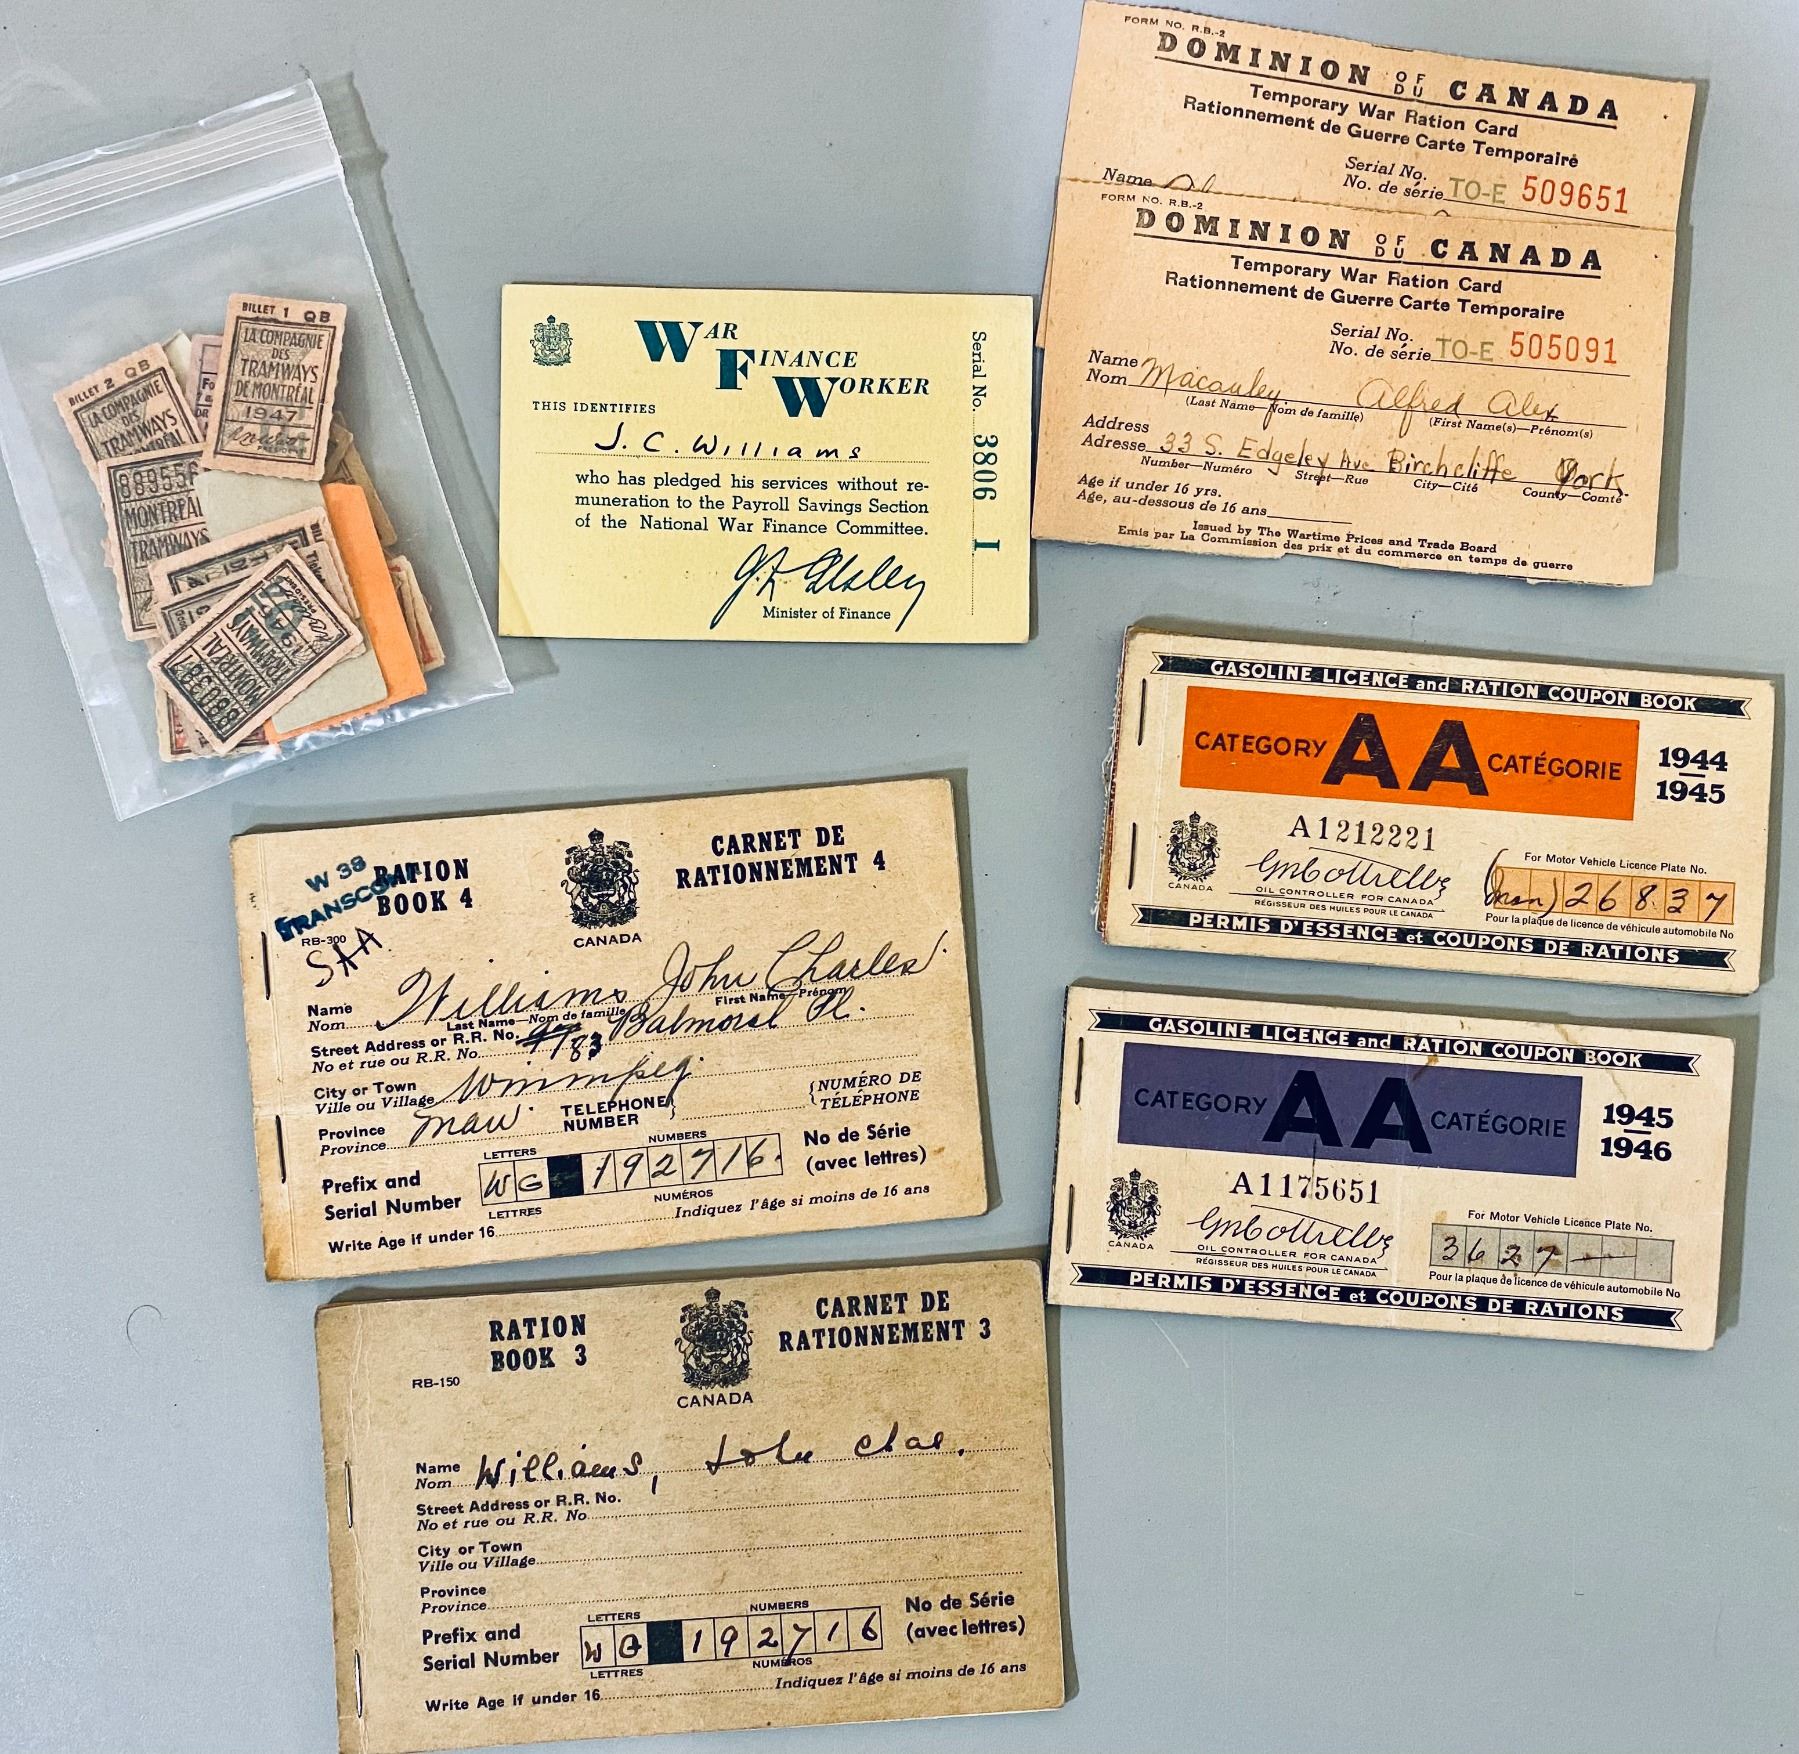 BILLET 1 QB
LA COMPAGNIE
DES
TRAMWAYS
DE MONTRÉAL
1947
PRESIDENT
BILLET 2 QB
LA COMPAGNIE
DES
TRAMWAYS
MONTREAL
TRAMWAYS
MONTREAL
TRAMWAYS
WAR
FINANCE
WORKER
THIS IDENTIFIES
J. C. Williams
who has pledged his services without re-
muneration to the Payroll Savings Section
of the National War Finance Committee.
Minister of Finance
Serial No. 3806 I
FORM NO. R.B.-2
DOMINION OF DU CANADA
Temporary War Ration Card
Rationnement de Guerre Carte Temporaire
Serial No.
No. de série TO-E 509651
Name
FORM NO. R.B.-2
DOMINION OF DU CANADA
Temporary War Ration Card
Rationnement de Guerre Carte Temporaire
Serial No.
No. de série TO-E 505091
Name
Nom Macauley Alfred Alex
(Last Name—Nom de famille) (First Name(s)—Prénom(s)
Address
Adresse 33 S. Edgeley Ave Birchcliffe York
Number—Numéro Street—Rue City—Cité County—Comté
Age if under 16 yrs.
Age, au-dessous de 16 ans
Issued by The Wartime Prices and Trade Board
Emis par La Commission des prix et du commerce en temps de guerre
GASOLINE LICENCE and RATION COUPON BOOK
CATEGORY AA CATÉGORIE
1944
1945
A1212221
CANADA
OIL CONTROLLER FOR CANADA
RÉGISSEUR DES HUILES POUR LE CANADA
For Motor Vehicle Licence Plate No.
(Man) 26837
Pour la plaque de licence de véhicule automobile No
PERMIS D'ESSENCE et COUPONS DE RATIONS
GASOLINE LICENCE and RATION COUPON BOOK
CATEGORY AA CATÉGORIE
1945
1946
A1175651
CANADA
OIL CONTROLLER FOR CANADA
RÉGISSEUR DES HUILES POUR LE CANADA
For Motor Vehicle Licence Plate No.
3627
Pour la plaque de licence de véhicule automobile No
PERMIS D'ESSENCE et COUPONS DE RATIONS
W 38
TRANSCONA
RATION
BOOK 4
RB-300
CANADA
CARNET DE
RATIONNEMENT 4
Name
Nom Williams John Charles
Last Name—Nom de famille First Name—Prénom
Street Address or R.R. No.
No et rue ou R.R. No. 83 Balmoral Pl.
City or Town
Ville ou Village Winnipeg
Province
Province Man.
TELEPHONE
NUMBER
NUMÉRO DE
TÉLÉPHONE
Prefix and
Serial Number
LETTERS NUMBERS
WG 192716
LETTRES NUMÉROS
No de Série
(avec lettres)
Write Age if under 16 Indiquez l'âge si moins de 16 ans
RATION
BOOK 3
RB-150
CANADA
CARNET DE
RATIONNEMENT 3
Name
Nom Williams, John Chas.
Street Address or R.R. No.
No et rue ou R.R. No.
City or Town
Ville ou Village
Province
Province
Prefix and
Serial Number
LETTERS NUMBERS
WG 192716
LETTRES NUMÉROS
No de Série
(avec lettres)
Write Age if under 16 Indiquez l'âge si moins de 16 ans